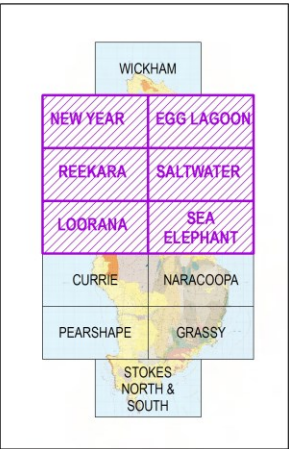 WICKHAM
NEW YEAR
EGG LAGOON
REEKARA
SALTWATER
LOORANA
SEA
ELEPHANT
CURRIE
NARACOOPA
PEARSHAPE
GRASSY
STOKES
NORTH &
SOUTH